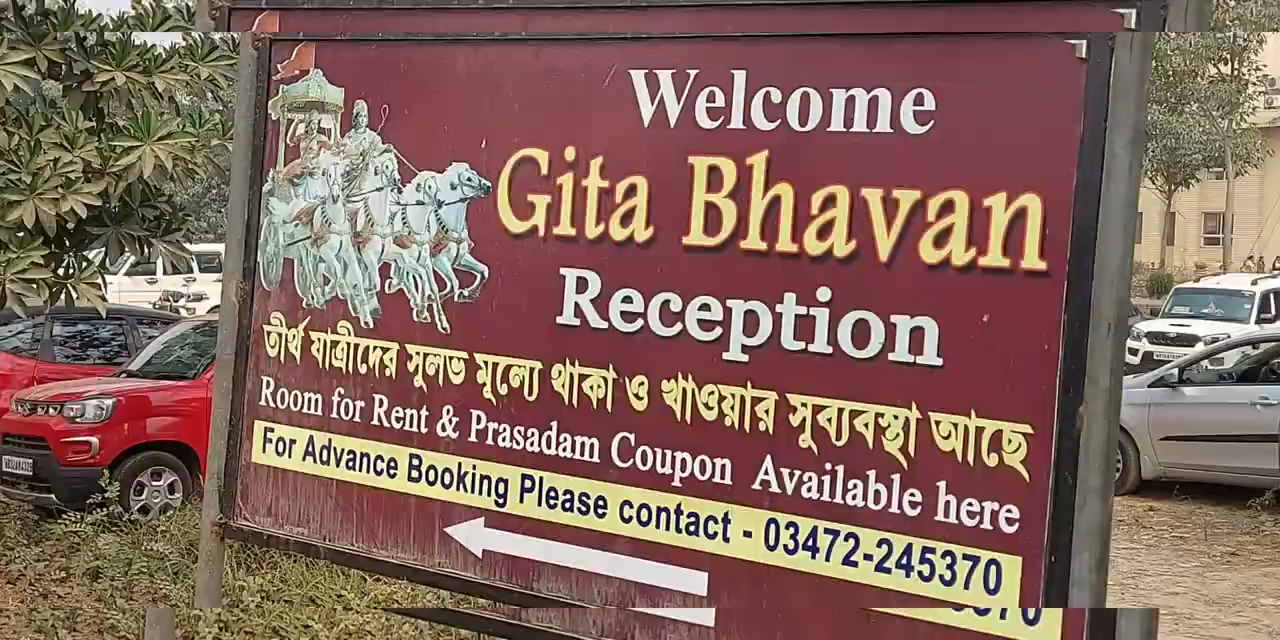 Welcome
Gita Bhavan
Reception
তীর্থ যাত্রীদের সুলভ মূল্যে থাকা ও খাওয়ার সুব্যবস্থা আছে
Room for Rent & Prasadam Coupon Available here
For Advance Booking Please contact - 03472-245370